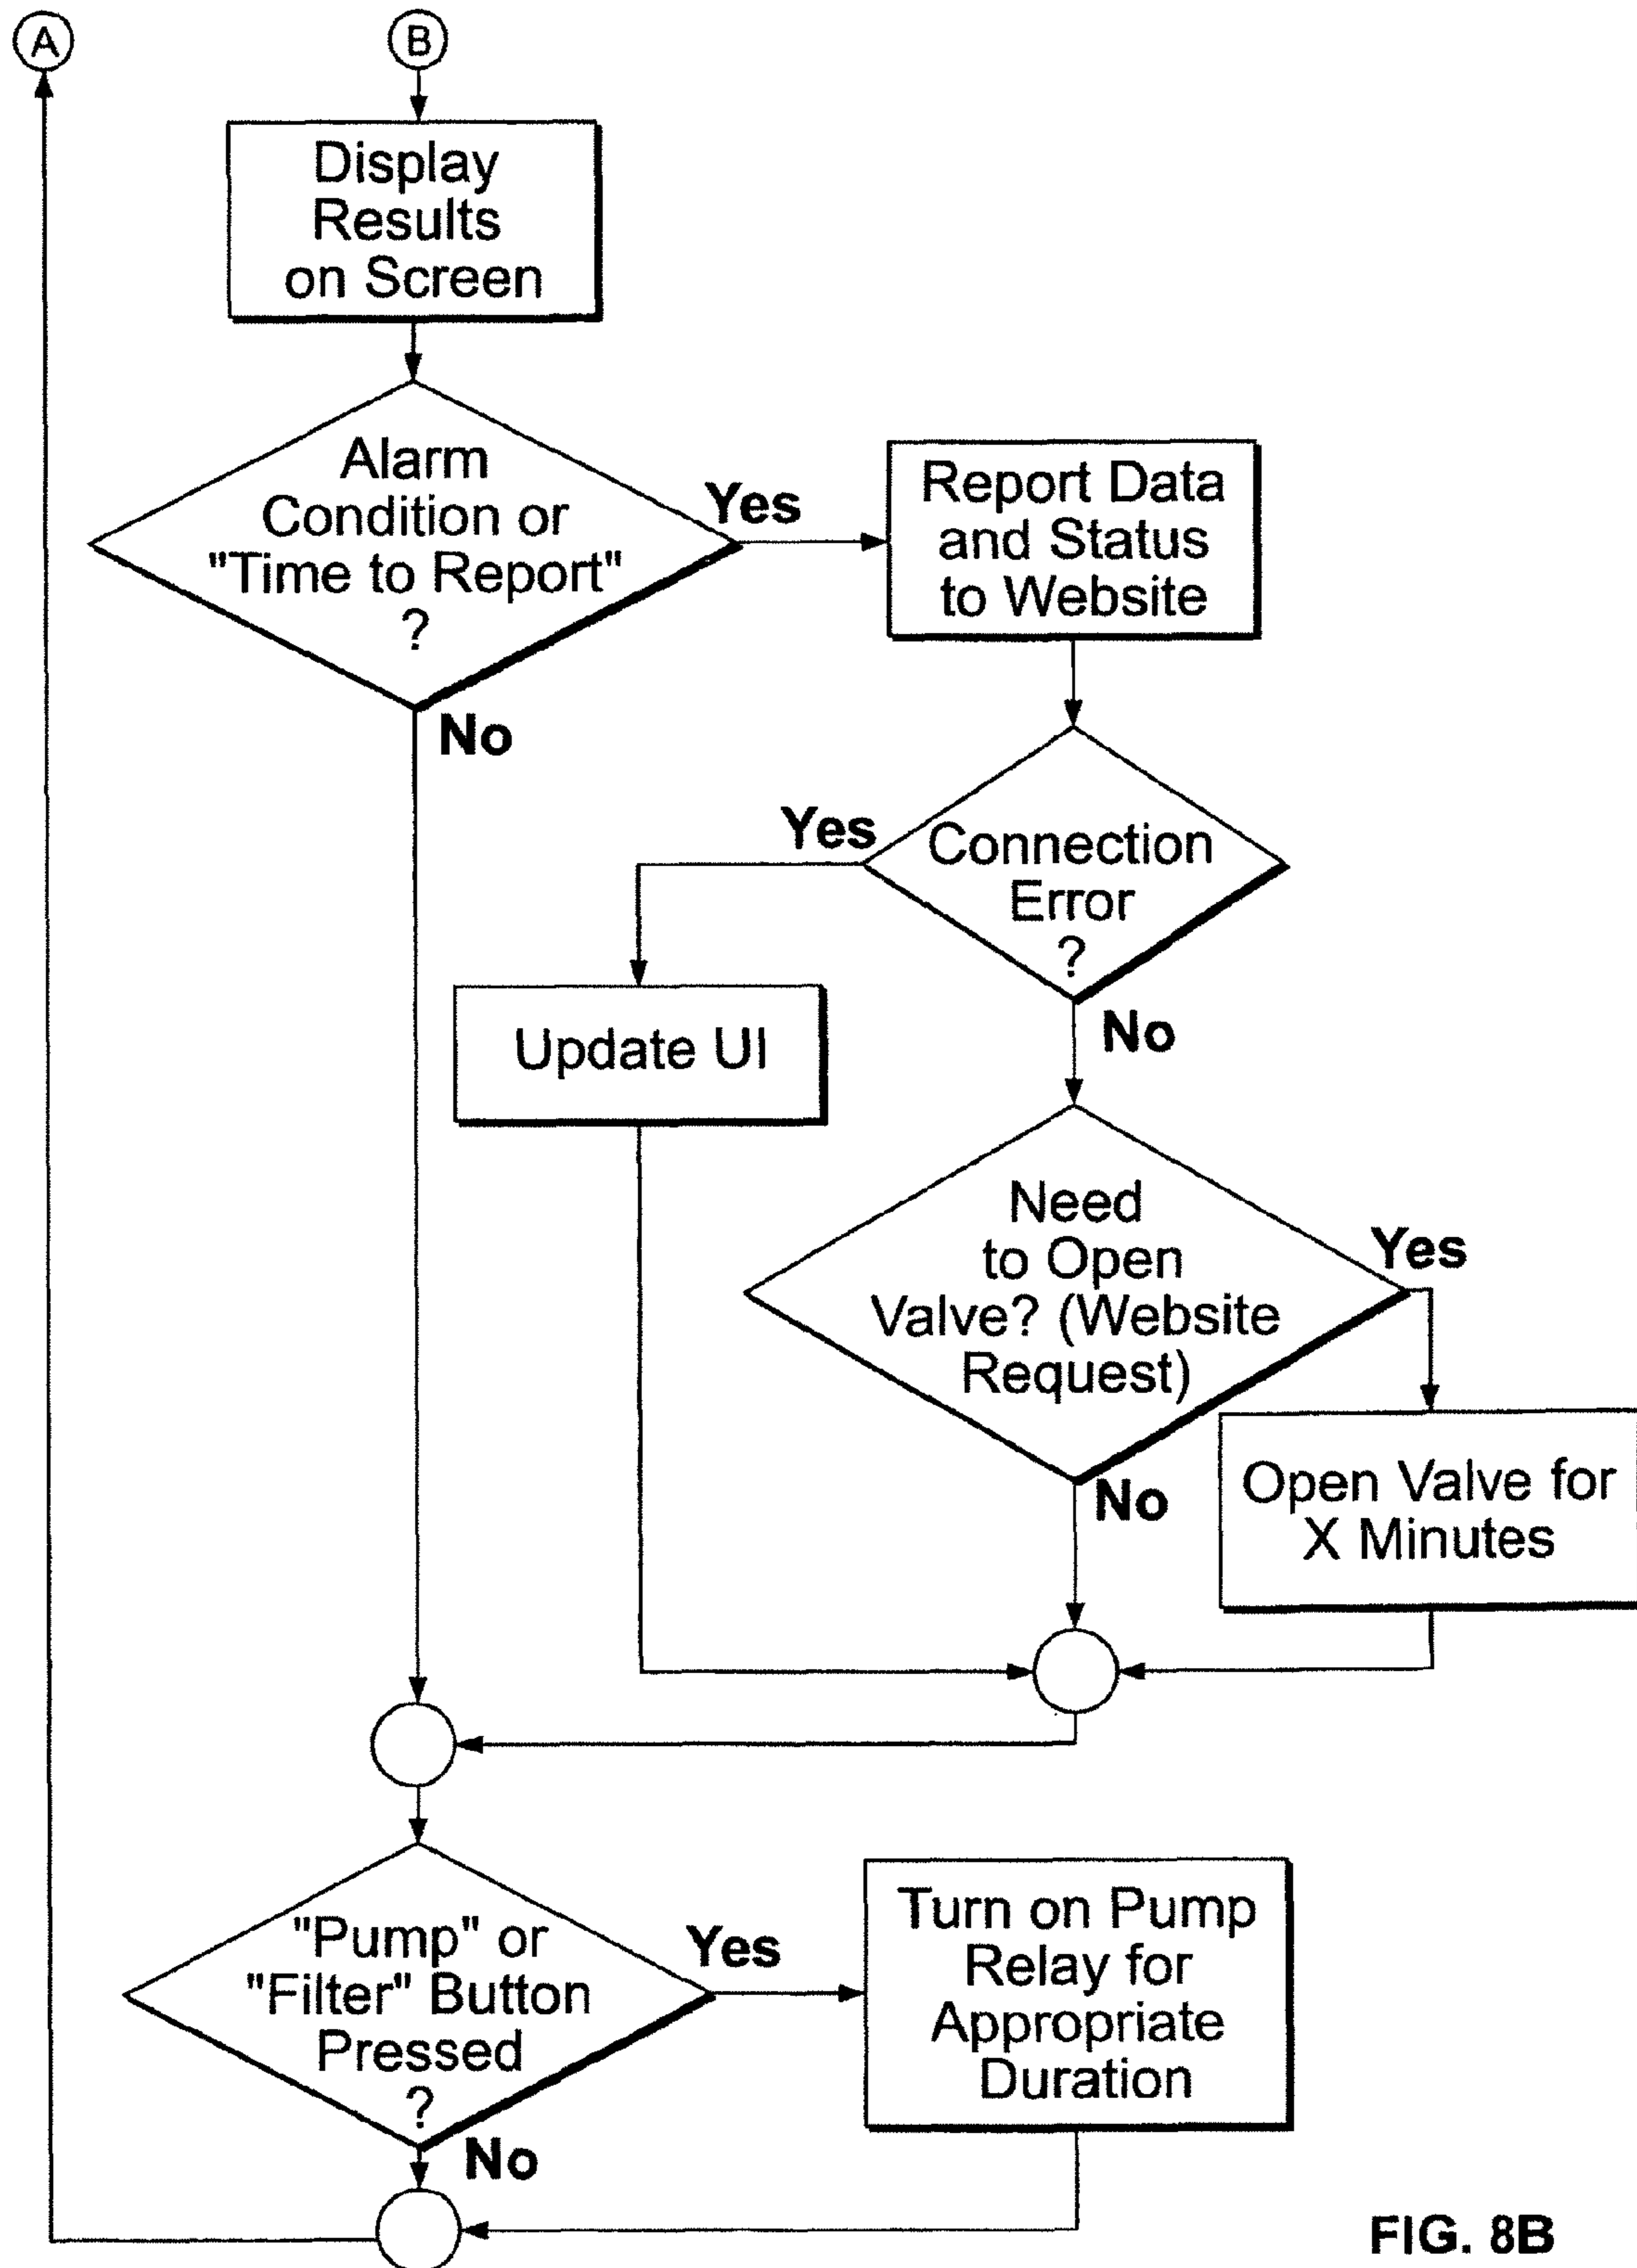 A
B
Display
Results
on Screen
Alarm
Condition or
"Time to Report"
?
Yes
No
Report Data
and Status
to Website
Connection
Error
?
Yes
No
Update UI
Need
to Open
Valve? (Website
Request)
Yes
No
Open Valve for
X Minutes
"Pump" or
"Filter" Button
Pressed
?
Yes
No
Turn on Pump
Relay for
Appropriate
Duration
FIG. 8B